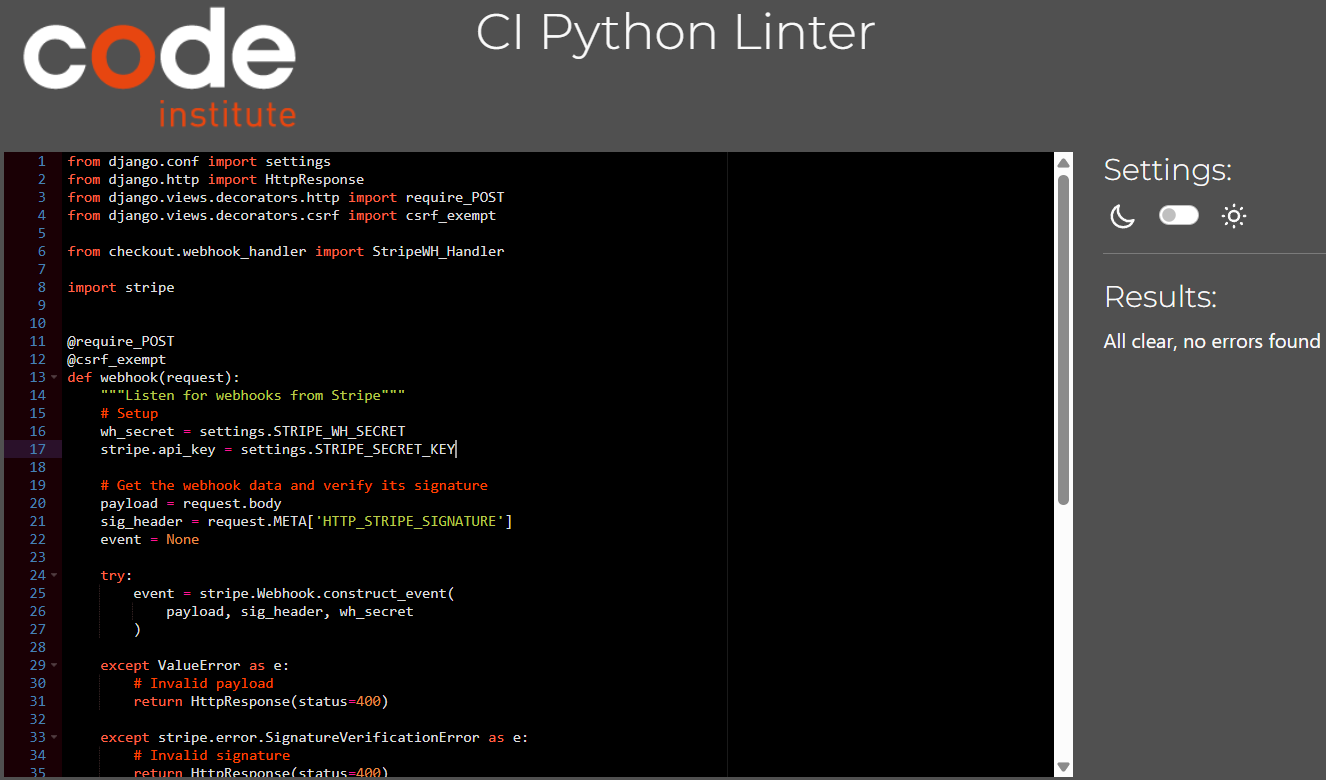 code
institute
CI Python Linter
1 from django.conf import settings
2 from django.http import HttpResponse
3 from django.views.decorators.http import require_POST
4 from django.views.decorators.csrf import csrf_exempt
5
6 from checkout.webhook_handler import StripeWH_Handler
7
8 import stripe
9
10
11 @require_POST
12 @csrf_exempt
13 def webhook(request):
14     """Listen for webhooks from Stripe"""
15     # Setup
16     wh_secret = settings.STRIPE_WH_SECRET
17     stripe.api_key = settings.STRIPE_SECRET_KEY
18
19     # Get the webhook data and verify its signature
20     payload = request.body
21     sig_header = request.META['HTTP_STRIPE_SIGNATURE']
22     event = None
23
24     try:
25         event = stripe.Webhook.construct_event(
26             payload, sig_header, wh_secret
27         )
28
29     except ValueError as e:
30         # Invalid payload
31         return HttpResponse(status=400)
32
33     except stripe.error.SignatureVerificationError as e:
34         # Invalid signature
35         return HttpResponse(status=400)
Settings:
Results:
All clear, no errors found